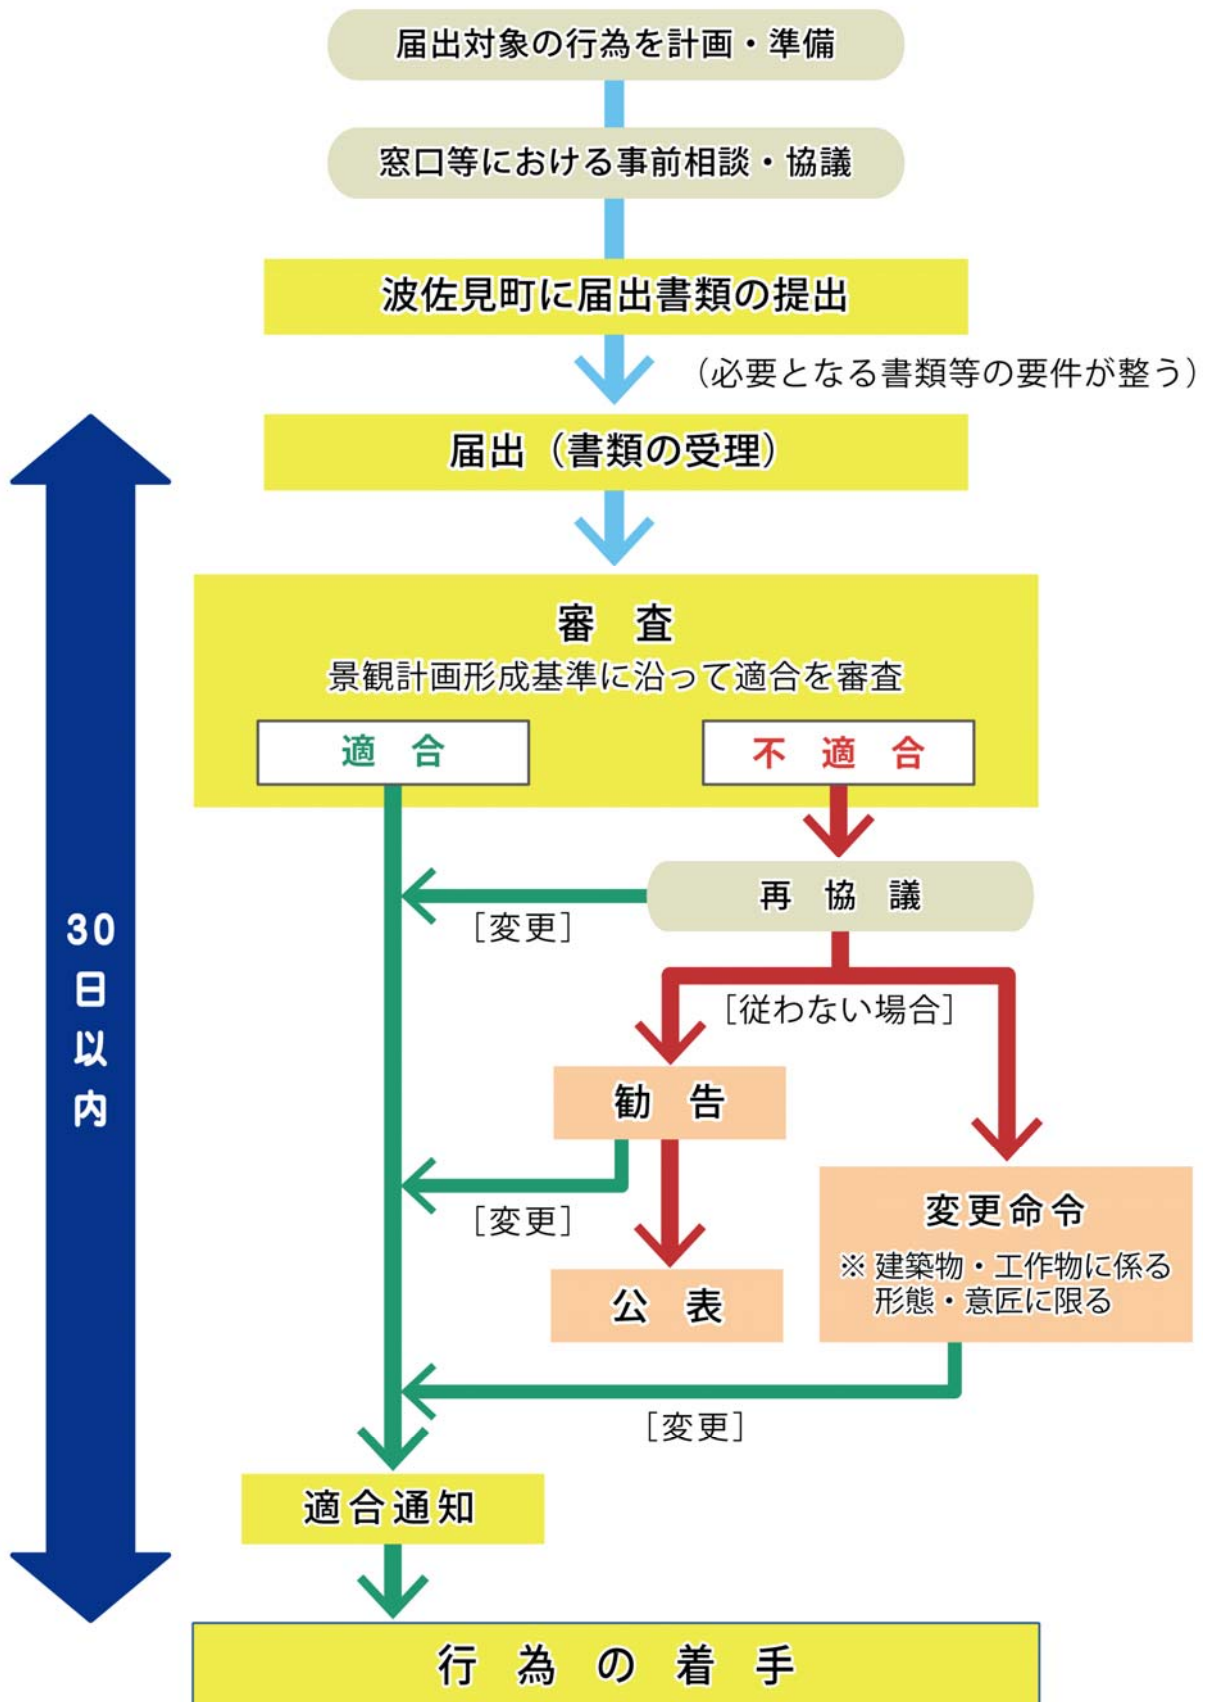 届出対象の行為を計画・準備
窓口等における事前相談・協議
波佐見町に届出書類の提出
（必要となる書類等の要件が整う）
届出（書類の受理）
審　査
景観計画形成基準に沿って適合を審査
適　合
不　適　合
再　協　議
［変更］
［従わない場合］
30
日
以
内
勧　告
［変更］
変更命令
※ 建築物・工作物に係る
形態・意匠に限る
公　表
［変更］
適合通知
行　為　の　着　手